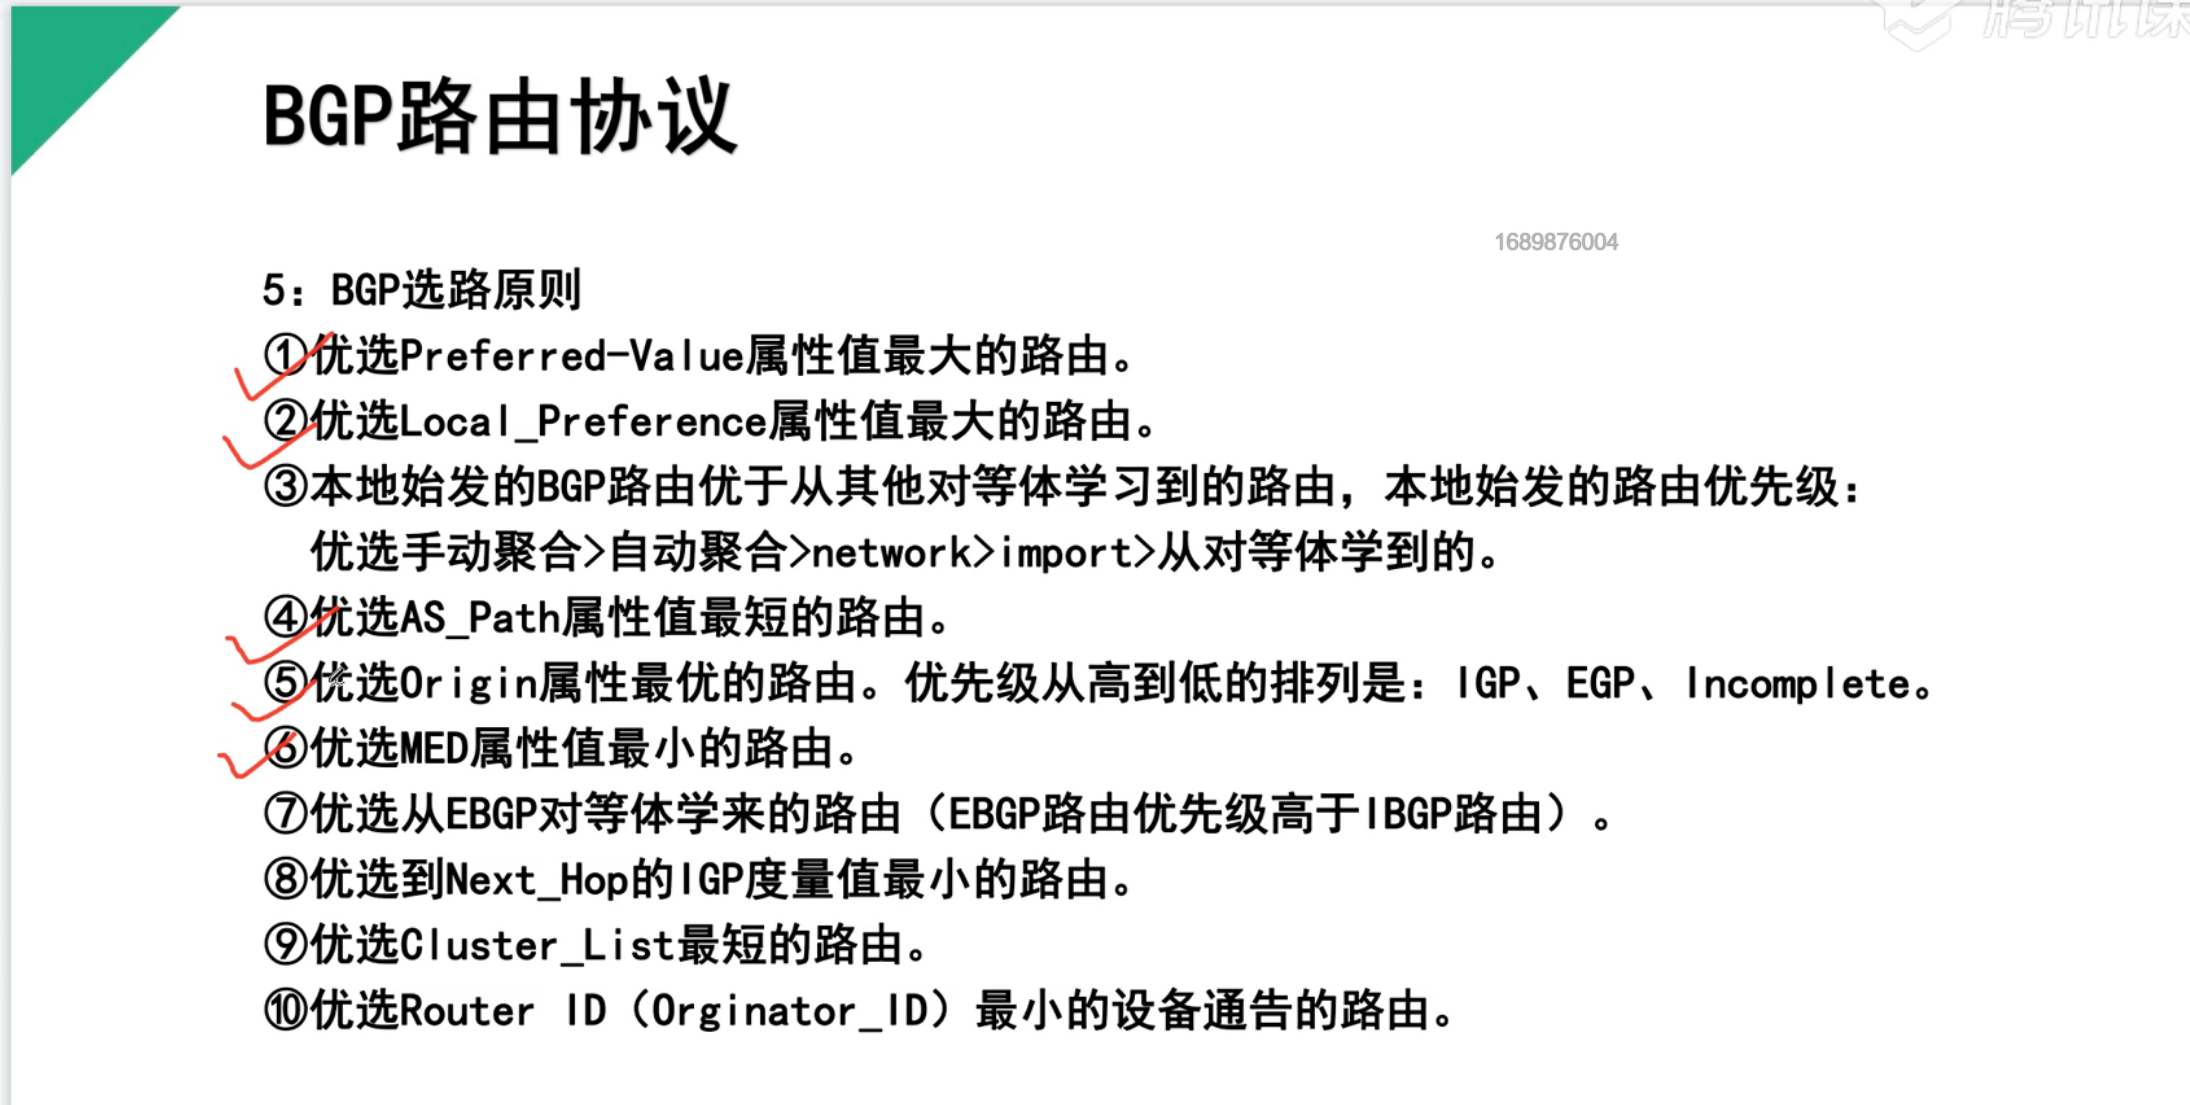 腾讯课
BGP路由协议
1689876004
5：BGP选路原则
①优选Preferred-Value属性值最大的路由。
②优选Local_Preference属性值最大的路由。
③本地始发的BGP路由优于从其他对等体学习到的路由，本地始发的路由优先级：
优选手动聚合>自动聚合>network>import>从对等体学到的。
④优选AS_Path属性值最短的路由。
⑤优选Origin属性最优的路由。优先级从高到低的排列是：IGP、EGP、Incomplete。
⑥优选MED属性值最小的路由。
⑦优选从EBGP对等体学来的路由（EBGP路由优先级高于IBGP路由）。
⑧优选到Next_Hop的IGP度量值最小的路由。
⑨优选Cluster_List最短的路由。
⑩优选Router ID（Orginator_ID）最小的设备通告的路由。